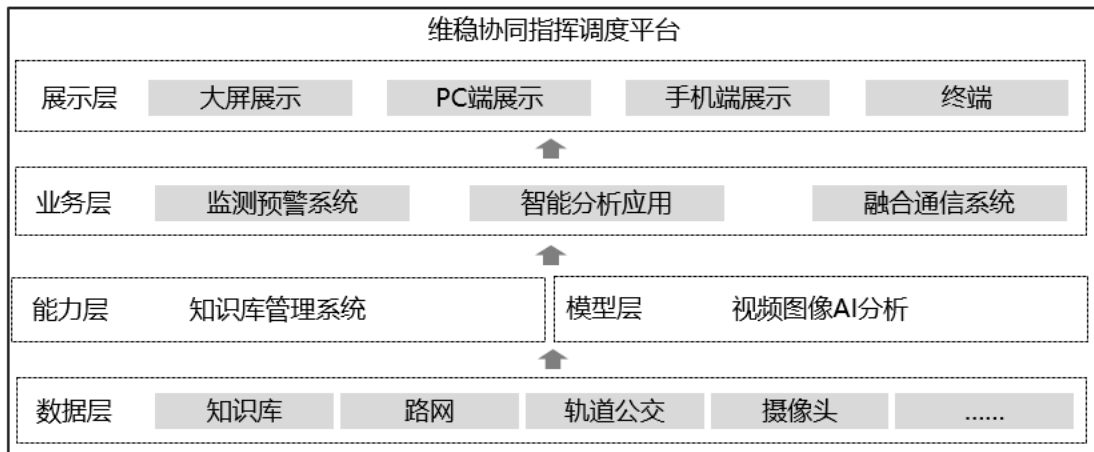 维稳协同指挥调度平台
展示层 大屏展示 PC端展示 手机端展示 终端
业务层 监测预警系统 智能分析应用 融合通信系统
能力层 知识库管理系统 模型层 视频图像AI分析
数据层 知识库 路网 轨道公交 摄像头 ......